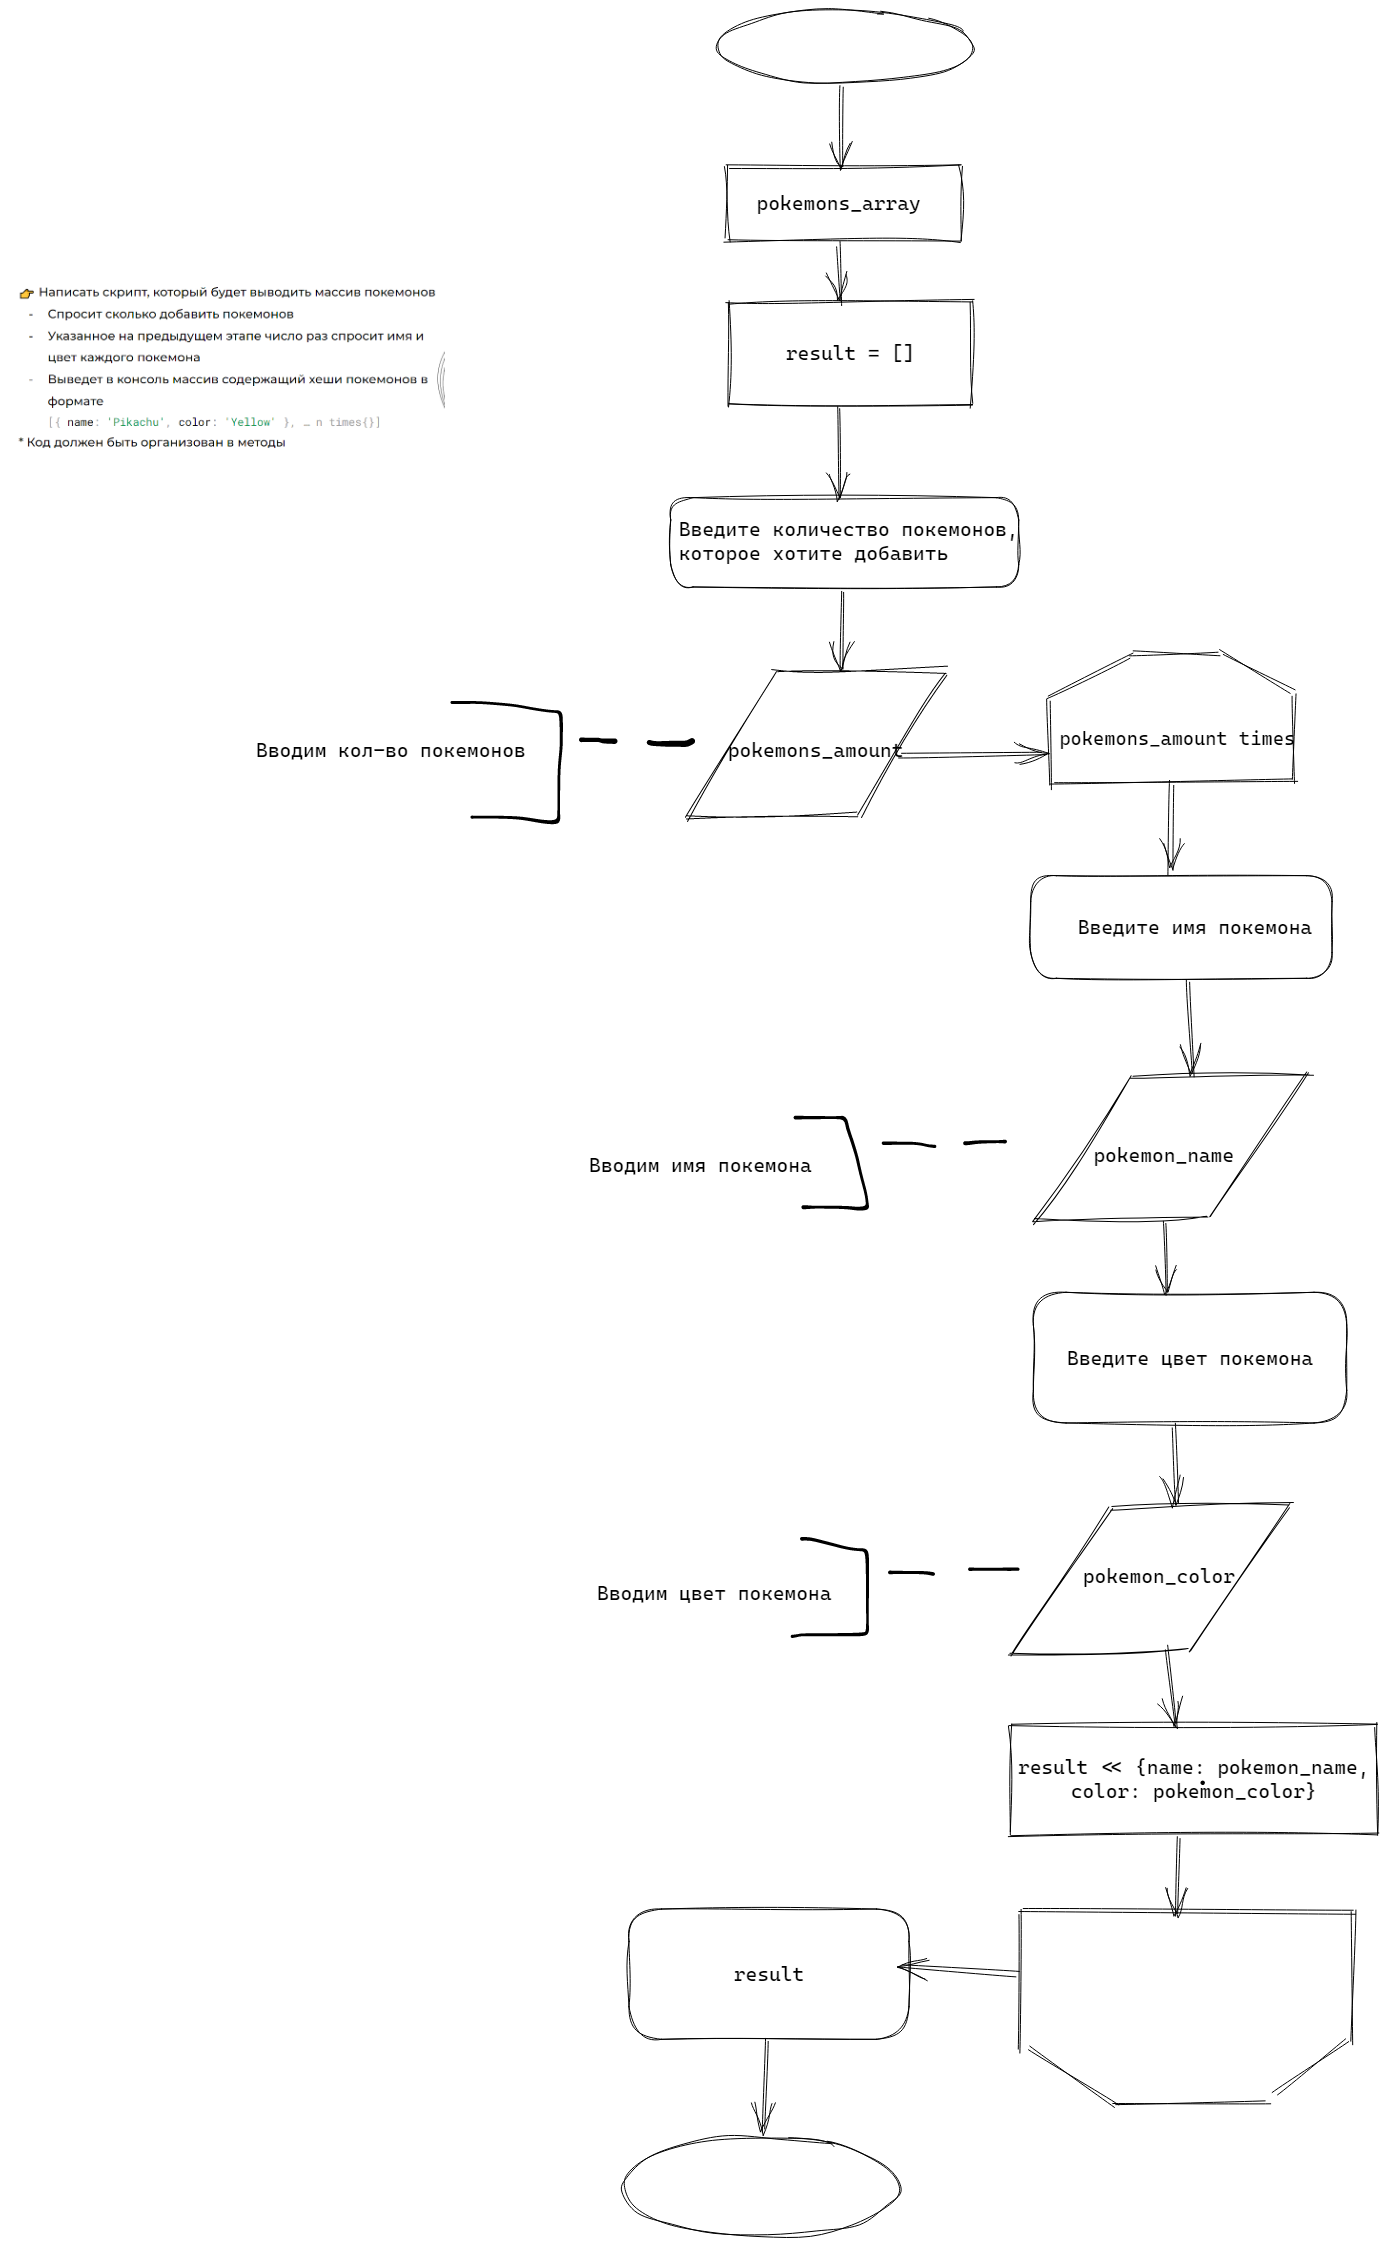 pokemons_array
👉 Написать скрипт, который будет выводить массив покемонов
- Спросит сколько добавить покемонов
- Указанное на предыдущем этапе число раз спросит имя и
цвет каждого покемона
- Выведет в консоль массив содержащий хеши покемонов в
формате
[{ name: 'Pikachu', color: 'Yellow' }, … n times{}]
* Код должен быть организован в методы
result = []
Введите количество покемонов,
которое хотите добавить
Вводим кол-во покемонов
pokemons_amount
pokemons_amount times
Введите имя покемона
Вводим имя покемона
pokemon_name
Введите цвет покемона
Вводим цвет покемона
pokemon_color
result << {name: pokemon_name,
color: pokemon_color}
result